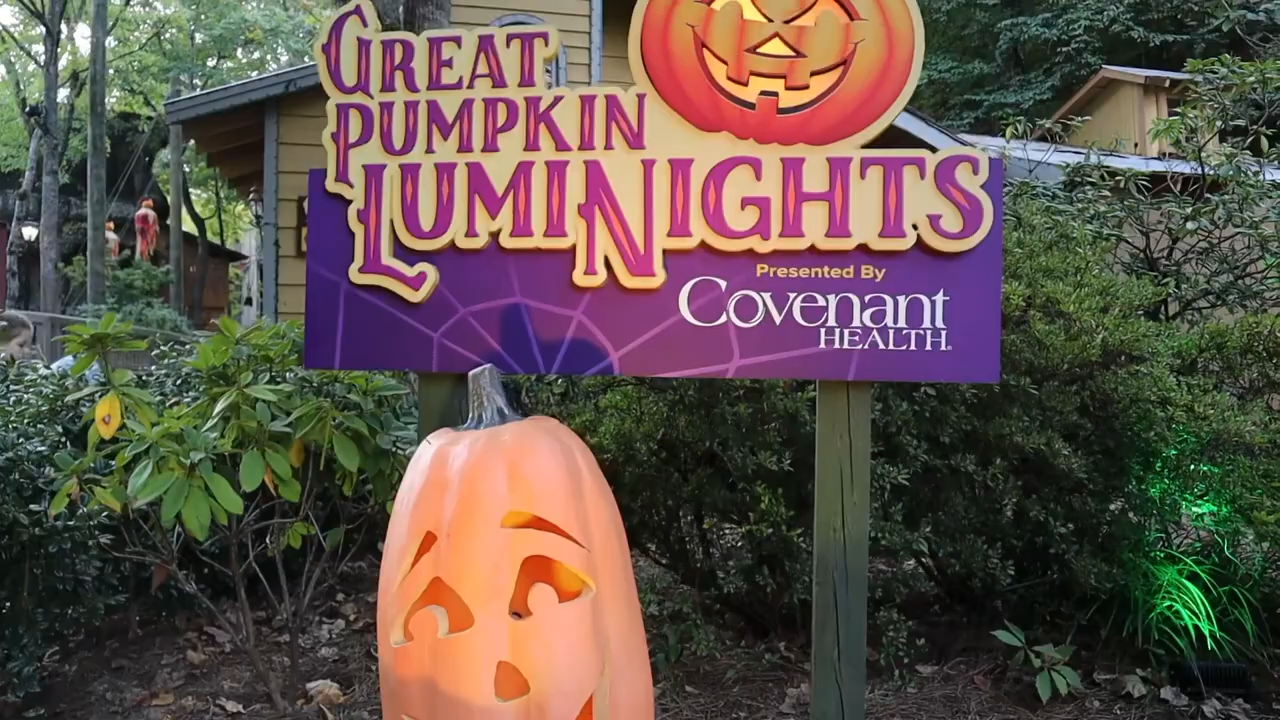 GREAT
PUMPKIN
LUMINIGHTS
Presented By
Covenant
HEALTH.